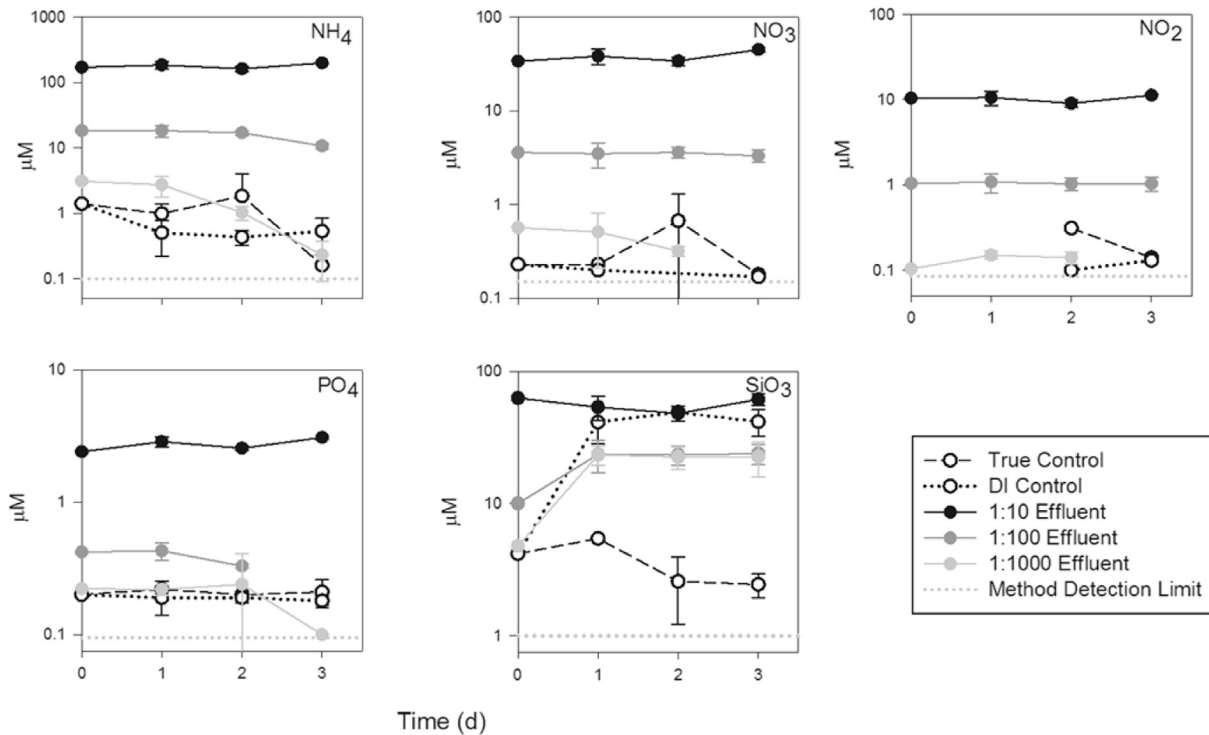 NH4
1000
100
10
1
0.1
μM
NO3
100
10
1
0.1
μM
NO2
100
10
1
0.1
μM
0 1 2 3
PO4
10
1
0.1
μM
0 1 2 3
SiO3
100
10
1
μM
0 1 2 3
True Control
DI Control
1:10 Effluent
1:100 Effluent
1:1000 Effluent
Method Detection Limit
Time (d)